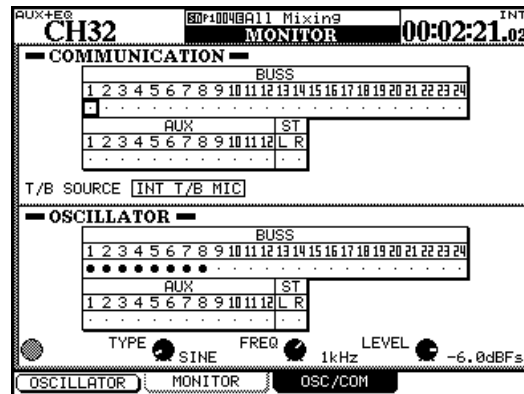 AUX+EQ All Mixing INT
CH32 MONITOR 00:02:21.02
COMMUNICATION
BUSS
1 2 3 4 5 6 7 8 9 10 11 12 13 14 15 16 17 18 19 20 21 22 23 24
AUX ST
1 2 3 4 5 6 7 8 9 10 11 12 L R
T/B SOURCE INT T/B MIC
OSCILLATOR
BUSS
1 2 3 4 5 6 7 8 9 10 11 12 13 14 15 16 17 18 19 20 21 22 23 24
AUX ST
1 2 3 4 5 6 7 8 9 10 11 12 L R
TYPE SINE FREQ 1kHz LEVEL -6.0dBFs
OSCILLATOR MONITOR OSC/COM